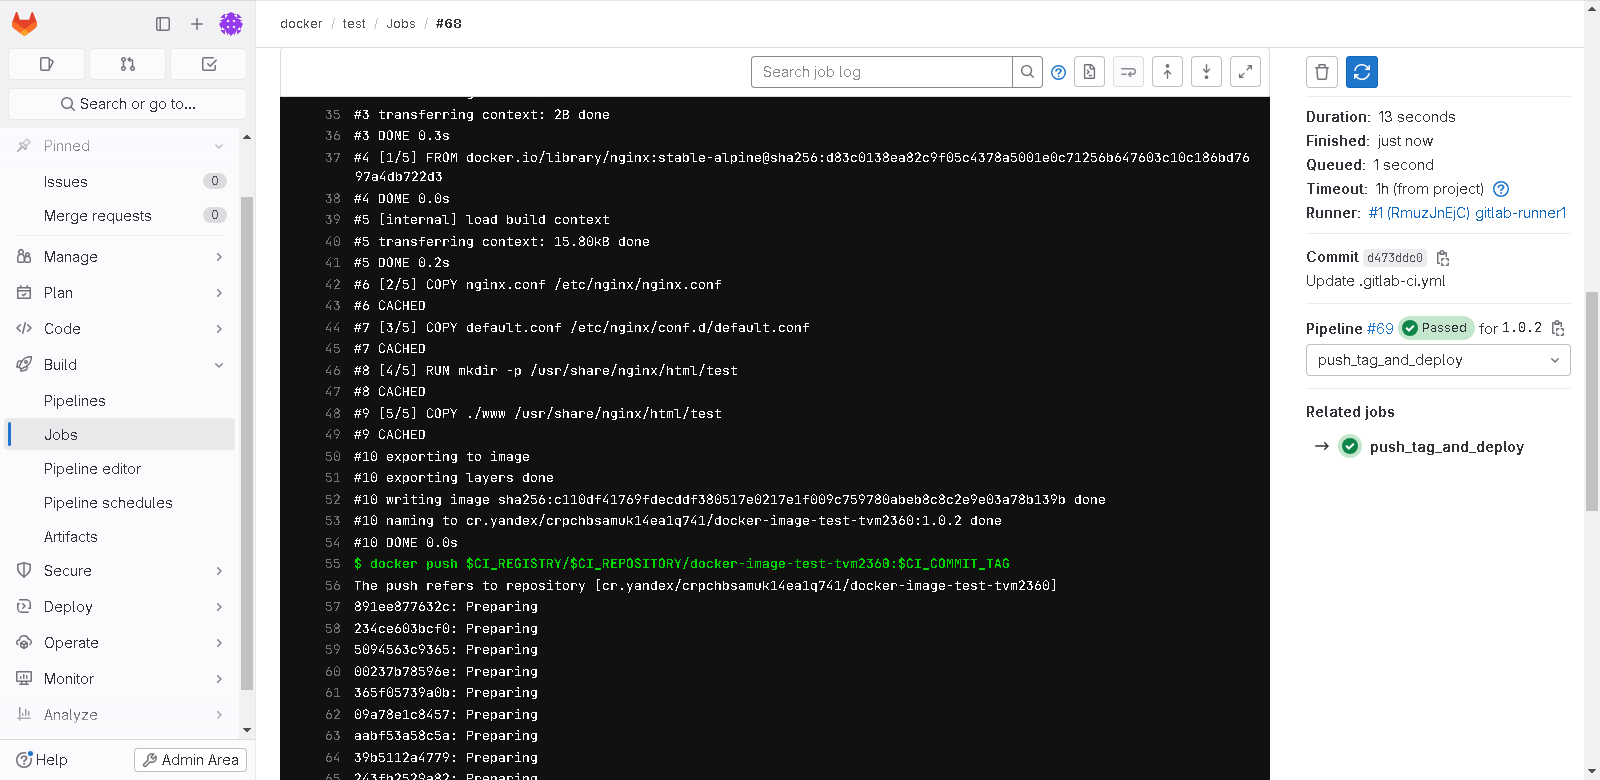 docker / test / Jobs / #68
Search or go to...
Pinned
Issues 0
Merge requests 0
Manage
Plan
Code
Build
Pipelines
Jobs
Pipeline editor
Pipeline schedules
Artifacts
Secure
Deploy
Operate
Monitor
Analyze
Help
Admin Area
Search job log
35 #3 transferring context: 2B done
36 #3 DONE 0.3s
37 #4 [1/5] FROM docker.io/library/nginx:stable-alpine@sha256:d83c0138ea82c9f05c4378a5001e0c71256b647603c10c186bd76
97a4db722d3
38 #4 DONE 0.0s
39 #5 [internal] load build context
40 #5 transferring context: 15.80kB done
41 #5 DONE 0.2s
42 #6 [2/5] COPY nginx.conf /etc/nginx/nginx.conf
43 #6 CACHED
44 #7 [3/5] COPY default.conf /etc/nginx/conf.d/default.conf
45 #7 CACHED
46 #8 [4/5] RUN mkdir -p /usr/share/nginx/html/test
47 #8 CACHED
48 #9 [5/5] COPY ./www /usr/share/nginx/html/test
49 #9 CACHED
50 #10 exporting to image
51 #10 exporting layers done
52 #10 writing image sha256:c110df41769fdecddf380517e0217e1f009c759780abeb8c8c2e9e03a78b139b done
53 #10 naming to cr.yandex/crpchbsamuk14ea1q741/docker-image-test-tvm2360:1.0.2 done
54 #10 DONE 0.0s
55 $ docker push $CI_REGISTRY/$CI_REPOSITORY/docker-image-test-tvm2360:$CI_COMMIT_TAG
56 The push refers to repository [cr.yandex/crpchbsamuk14ea1q741/docker-image-test-tvm2360]
57 891ee877632c: Preparing
58 234ce603bcf0: Preparing
59 5094563c9365: Preparing
60 00237b78596e: Preparing
61 365f05739a0b: Preparing
62 09a78e1c8457: Preparing
63 aabf53a58c5a: Preparing
64 39b5112a4779: Preparing
65 243fb2529a82: Preparing
Duration: 13 seconds
Finished: just now
Queued: 1 second
Timeout: 1h (from project)
Runner: #1 (RmuzJnEjC) gitlab-runner1
Commit d473ddc0
Update .gitlab-ci.yml
Pipeline #69 Passed for 1.0.2
push_tag_and_deploy
Related jobs
push_tag_and_deploy